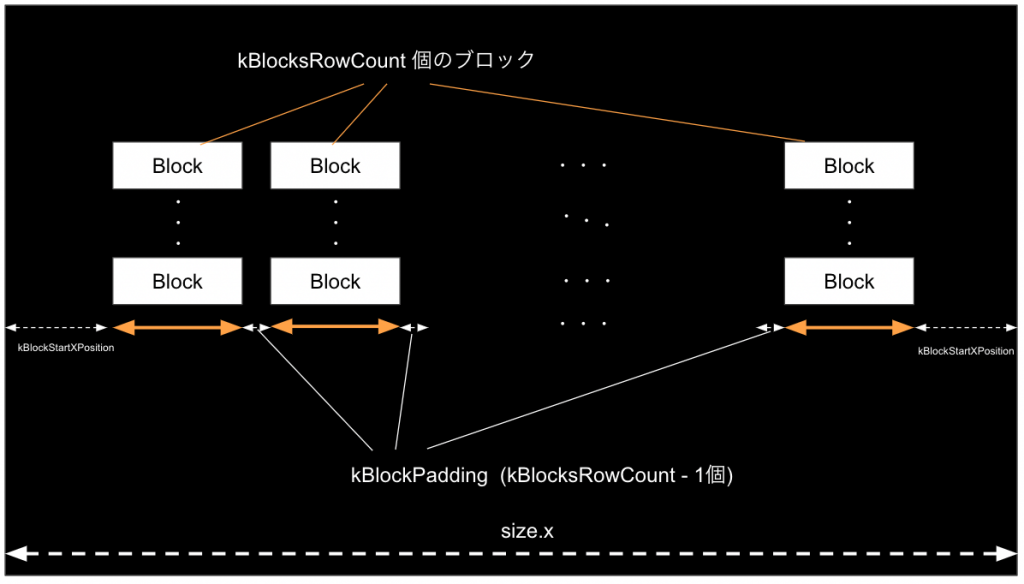 kBlocksRowCount 個のブロック
Block Block Block
Block Block Block
kBlockStartXPosition kBlockStartXPosition
kBlockPadding (kBlocksRowCount - 1個)
size.x